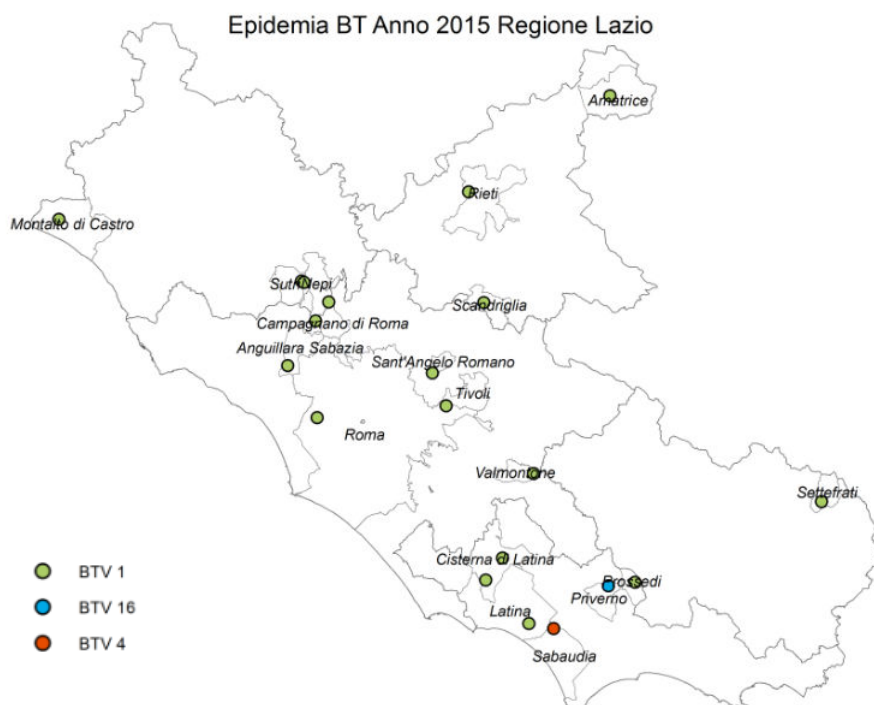 Epidemia BT Anno 2015 Regione Lazio
Amatrice
Rieti
Montalto di Castro
Sutri
Nepi
Scandriglia
Campagnano di Roma
Anguillara Sabazia
Sant'Angelo Romano
Tivoli
Roma
Valmontone
Settefrati
Cisterna di Latina
Prossedi
Priverno
Latina
Sabaudia
BTV 1
BTV 16
BTV 4